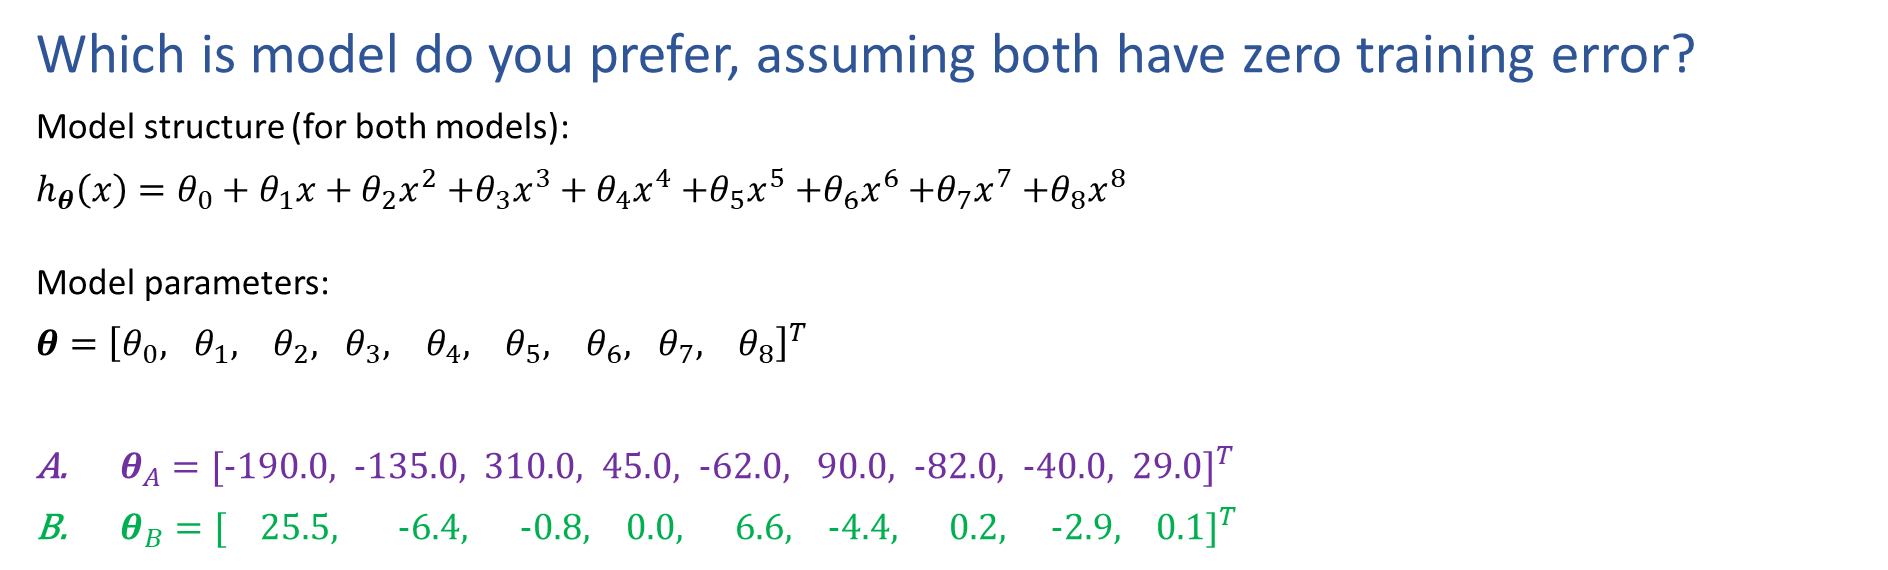 Which is model do you prefer, assuming both have zero training error?
Model structure (for both models):
h_𝜽(x) = θ₀ + θ₁x + θ₂x² +θ₃x³ + θ₄x⁴ +θ₅x⁵ +θ₆x⁶ +θ₇x⁷ +θ₈x⁸
Model parameters:
𝜽 = [θ₀, θ₁, θ₂, θ₃, θ₄, θ₅, θ₆, θ₇, θ₈]ᵀ
A. 𝜽_A = [-190.0, -135.0, 310.0, 45.0, -62.0, 90.0, -82.0, -40.0, 29.0]ᵀ
B. 𝜽_B = [ 25.5, -6.4, -0.8, 0.0, 6.6, -4.4, 0.2, -2.9, 0.1]ᵀ